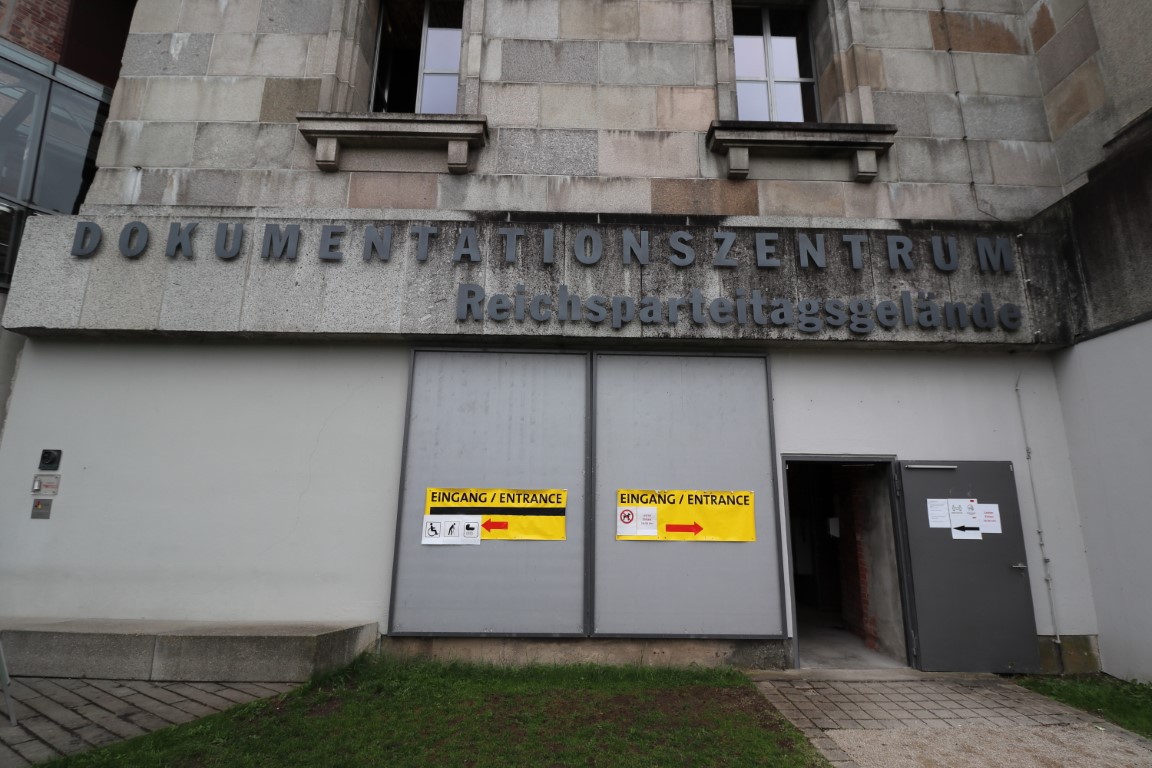 DOKUMENTATIONSZENTRUM
Reichsparteitagsgelände
EINGANG / ENTRANCE
EINGANG / ENTRANCE